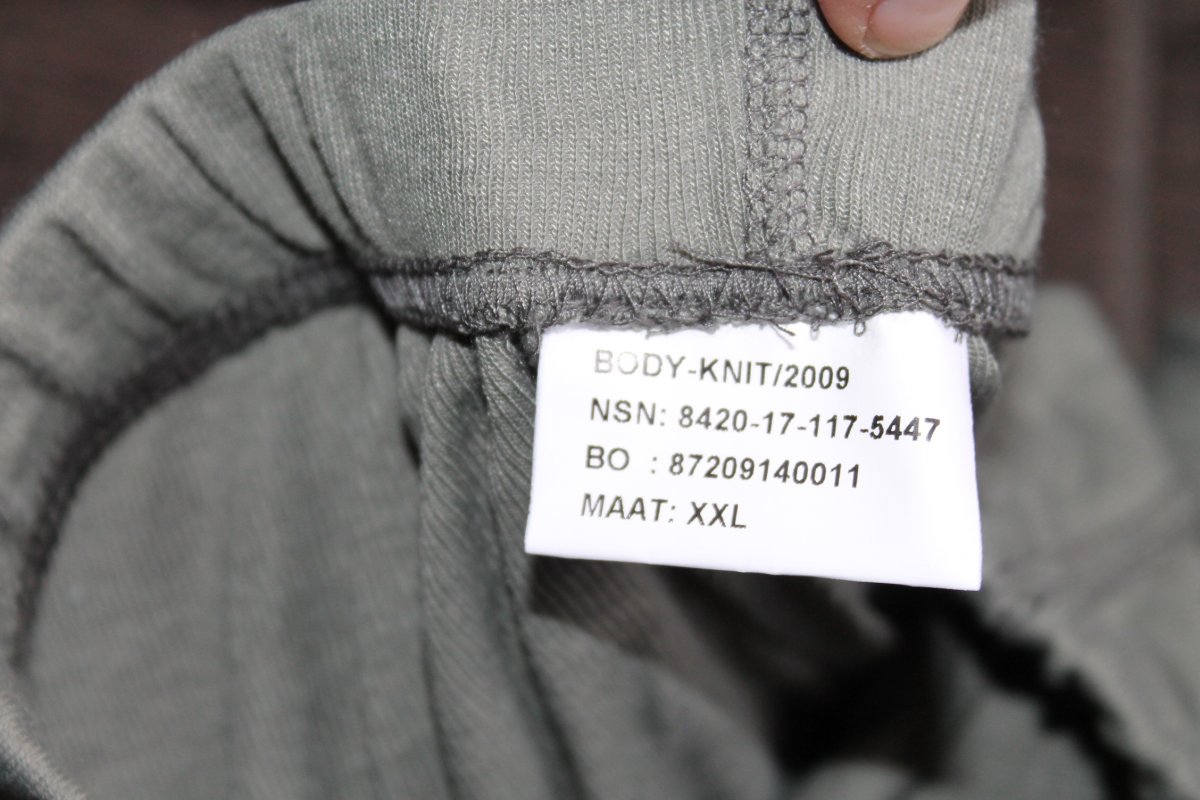 BODY-KNIT/2009
NSN: 8420-17-117-5447
BO : 87209140011
MAAT: XXL